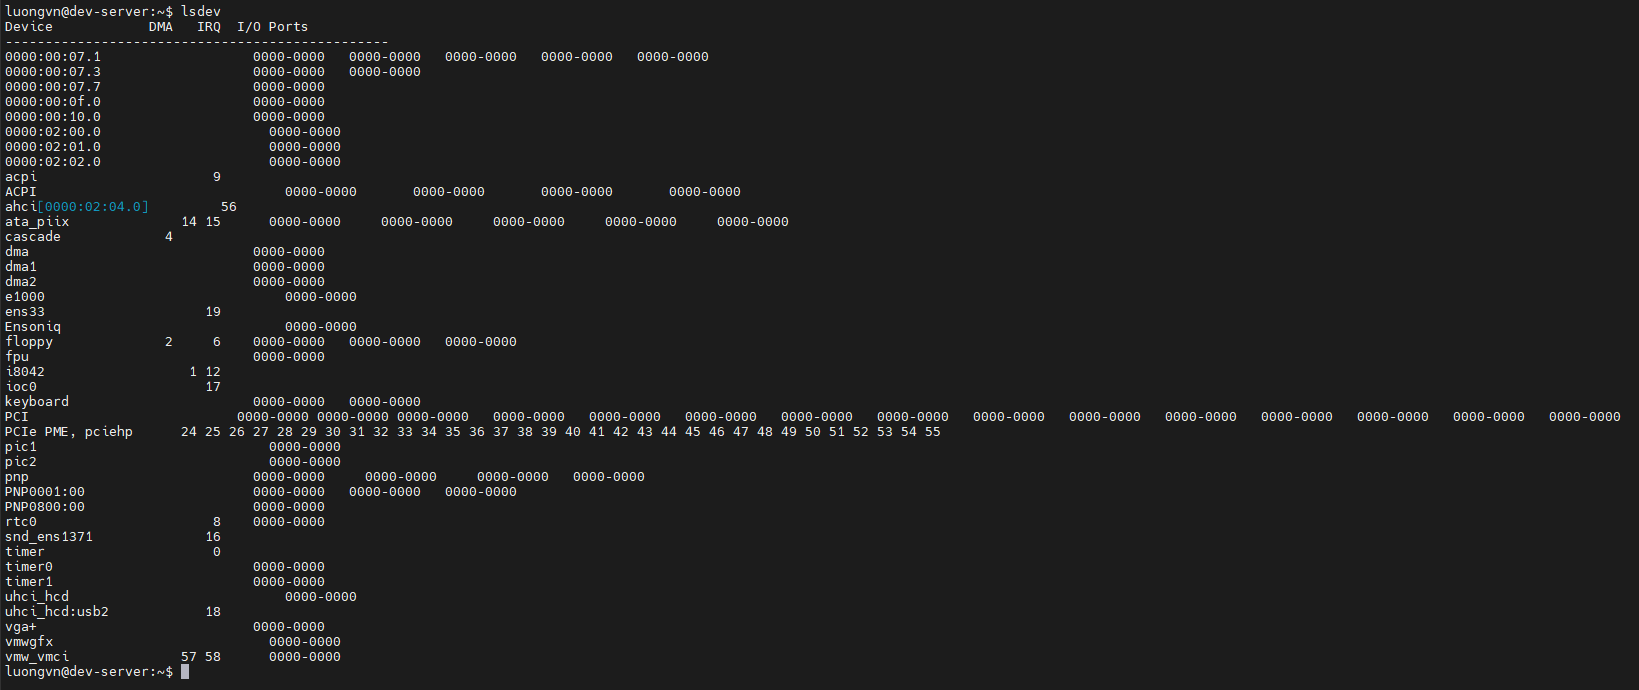 luongvn@dev-server:~$ lsdev
Device            DMA   IRQ  I/O Ports
------------------------------------------------
0000:00:07.1                   0000-0000   0000-0000   0000-0000   0000-0000   0000-0000
0000:00:07.3                   0000-0000   0000-0000
0000:00:07.7                   0000-0000
0000:00:0f.0                   0000-0000
0000:00:10.0                   0000-0000
0000:02:00.0                     0000-0000
0000:02:01.0                     0000-0000
0000:02:02.0                     0000-0000
acpi                      9
ACPI                               0000-0000       0000-0000       0000-0000       0000-0000
ahci[0000:02:04.0]         56
ata_piix              14 15      0000-0000     0000-0000     0000-0000     0000-0000     0000-0000
cascade             4
dma                            0000-0000
dma1                           0000-0000
dma2                           0000-0000
e1000                              0000-0000
ens33                    19
Ensoniq                            0000-0000
floppy              2     6    0000-0000   0000-0000   0000-0000
fpu                            0000-0000
i8042                  1 12
ioc0                     17
keyboard                       0000-0000   0000-0000
PCI                          0000-0000 0000-0000 0000-0000   0000-0000   0000-0000   0000-0000   0000-0000   0000-0000   0000-0000   0000-0000   0000-0000   0000-0000   0000-0000   0000-0000   0000-0000
PCIe PME, pciehp      24 25 26 27 28 29 30 31 32 33 34 35 36 37 38 39 40 41 42 43 44 45 46 47 48 49 50 51 52 53 54 55
pic1                             0000-0000
pic2                             0000-0000
pnp                            0000-0000     0000-0000     0000-0000   0000-0000
PNP0001:00                     0000-0000   0000-0000   0000-0000
PNP0800:00                     0000-0000
rtc0                      8    0000-0000
snd_ens1371              16
timer                     0
timer0                         0000-0000
timer1                         0000-0000
uhci_hcd                           0000-0000
uhci_hcd:usb2            18
vga+                           0000-0000
vmwgfx                           0000-0000
vmw_vmci              57 58      0000-0000
luongvn@dev-server:~$